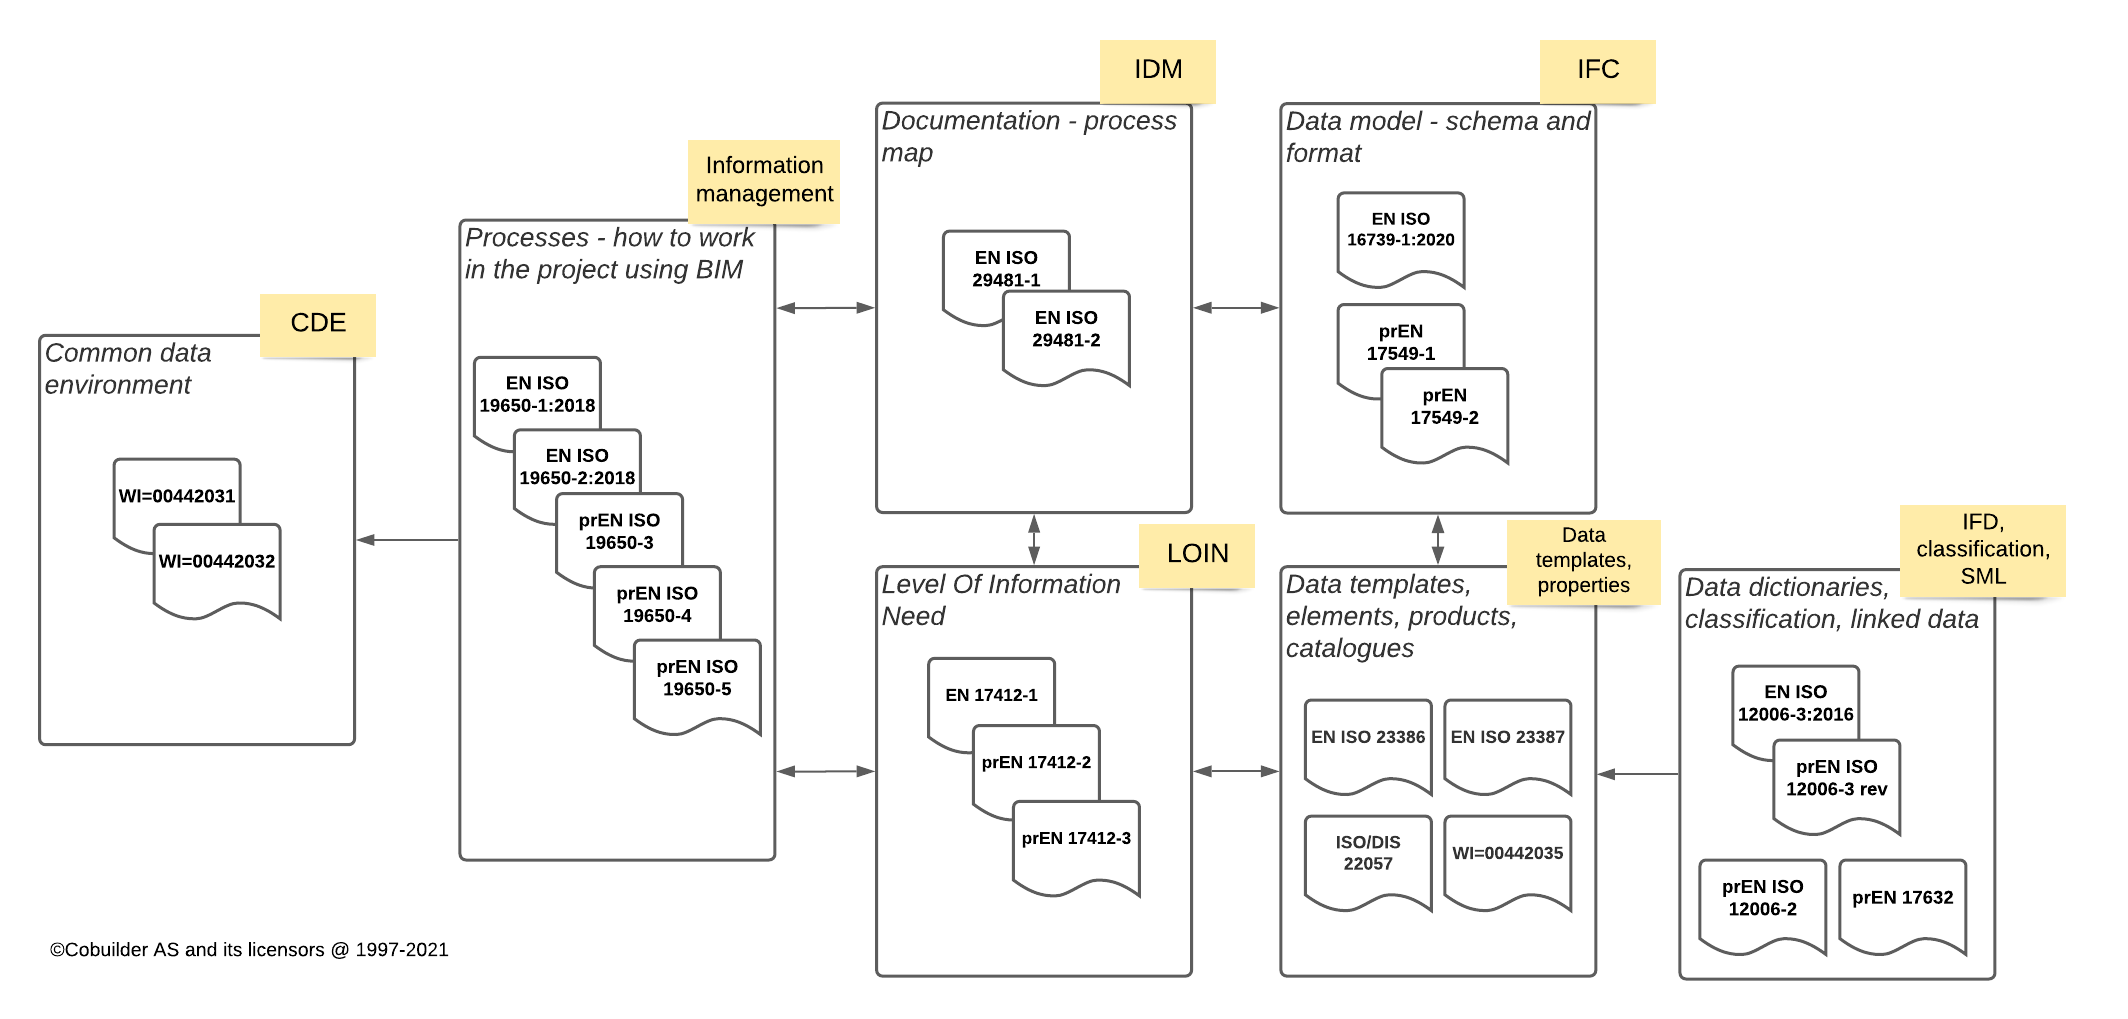 CDE
Common data
environment
WI=00442031
WI=00442032
Information
management
Processes - how to work
in the project using BIM
EN ISO
19650-1:2018
EN ISO
19650-2:2018
prEN ISO
19650-3
prEN ISO
19650-4
prEN ISO
19650-5
IDM
Documentation - process
map
EN ISO
29481-1
EN ISO
29481-2
IFC
Data model - schema and
format
EN ISO
16739-1:2020
prEN
17549-1
prEN
17549-2
LOIN
Level Of Information
Need
EN 17412-1
prEN 17412-2
prEN 17412-3
Data
templates,
properties
Data templates,
elements, products,
catalogues
EN ISO 23386
EN ISO 23387
ISO/DIS
22057
WI=00442035
IFD,
classification,
SML
Data dictionaries,
classification, linked data
EN ISO
12006-3:2016
prEN ISO
12006-3 rev
prEN ISO
12006-2
prEN 17632
©Cobuilder AS and its licensors @ 1997-2021